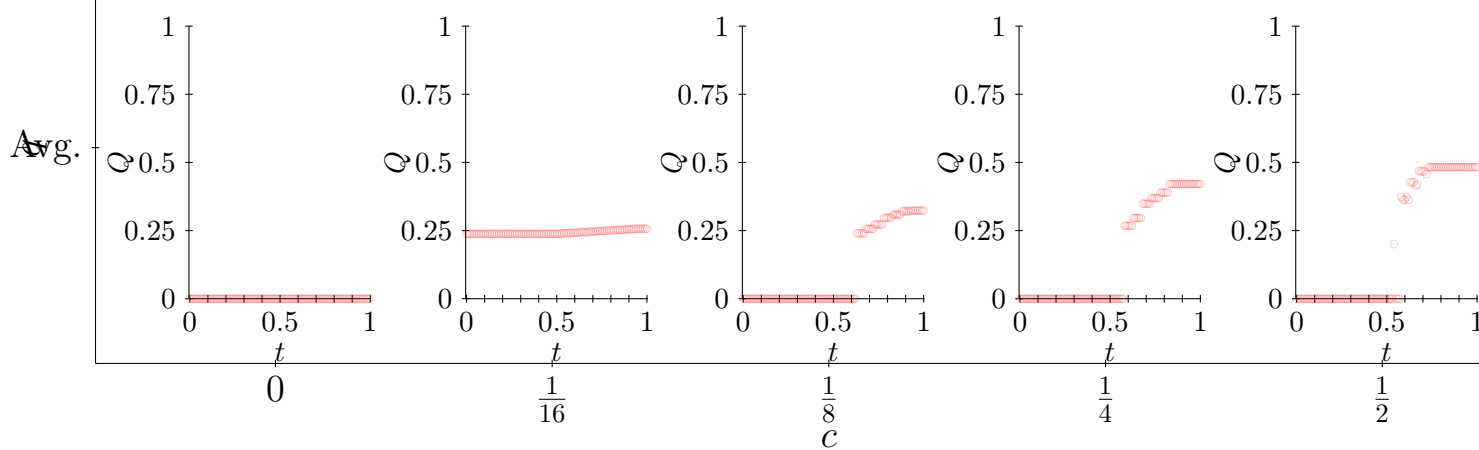 1 1 1 1 1
0.75 0.75 0.75 0.75 0.75
Avg. Q 0.5 Q 0.5 Q 0.5 Q 0.5 Q 0.5
0.25 0.25 0.25 0.25 0.25
0 0 0 0 0
0 0.5 1 0 0.5 1 0 0.5 1 0 0.5 1 0 0.5 1
t t t t t
0 1/16 1/8 1/4 1/2
c